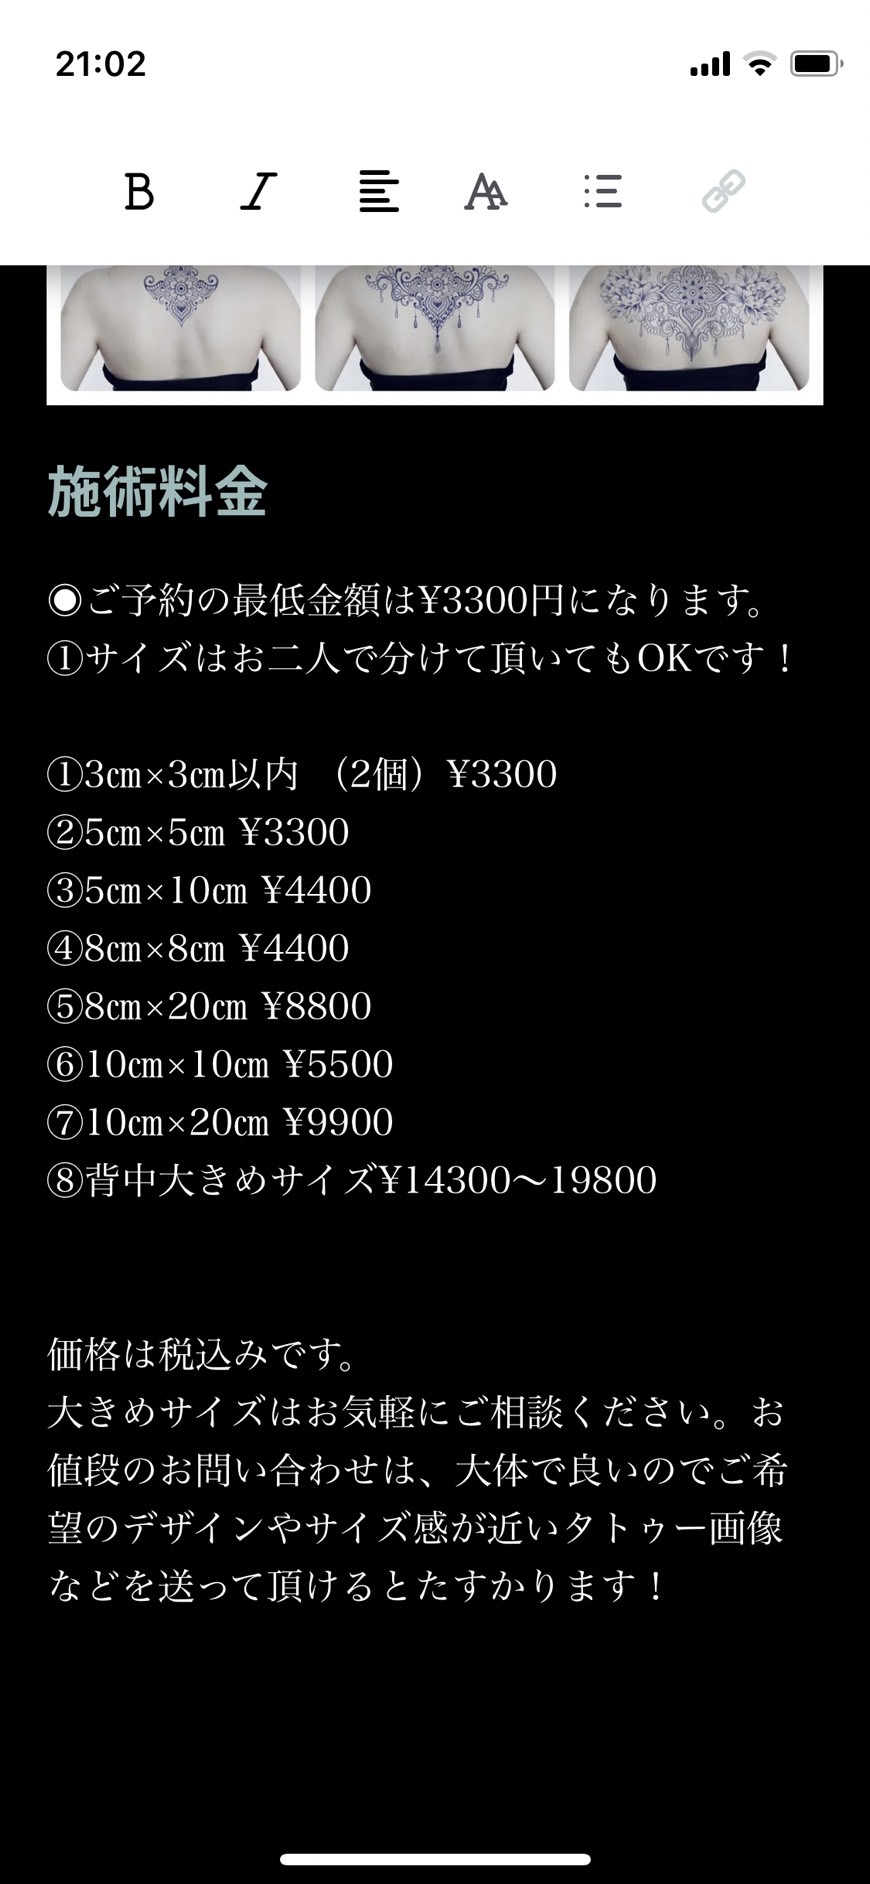 21:02
B I
施術料金
◉ご予約の最低金額は¥3300円になります。
①サイズはお二人で分けて頂いてもOKです！
①3㎝×3㎝以内　（2個）¥3300
②5㎝×5㎝ ¥3300
③5㎝×10㎝ ¥4400
④8㎝×8㎝ ¥4400
⑤8㎝×20㎝ ¥8800
⑥10㎝×10㎝ ¥5500
⑦10㎝×20㎝ ¥9900
⑧背中大きめサイズ¥14300〜19800
価格は税込みです。
大きめサイズはお気軽にご相談ください。お
値段のお問い合わせは、大体で良いのでご希
望のデザインやサイズ感が近いタトゥー画像
などを送って頂けるとたすかります！